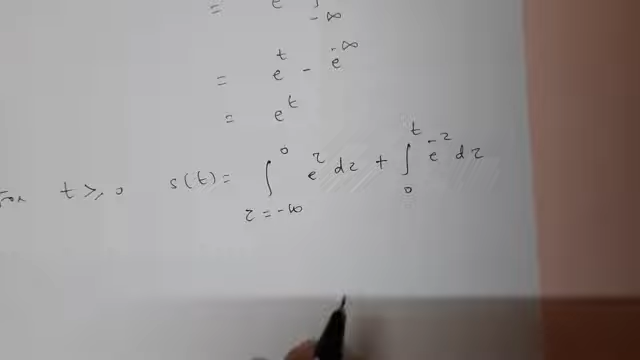 = e
-∞
= e^t - e^-∞
= e^t
For t ≥ 0 s(t) = ∫_{τ=-∞}^{0} e^τ dτ + ∫_{0}^{t} e^-τ dτ